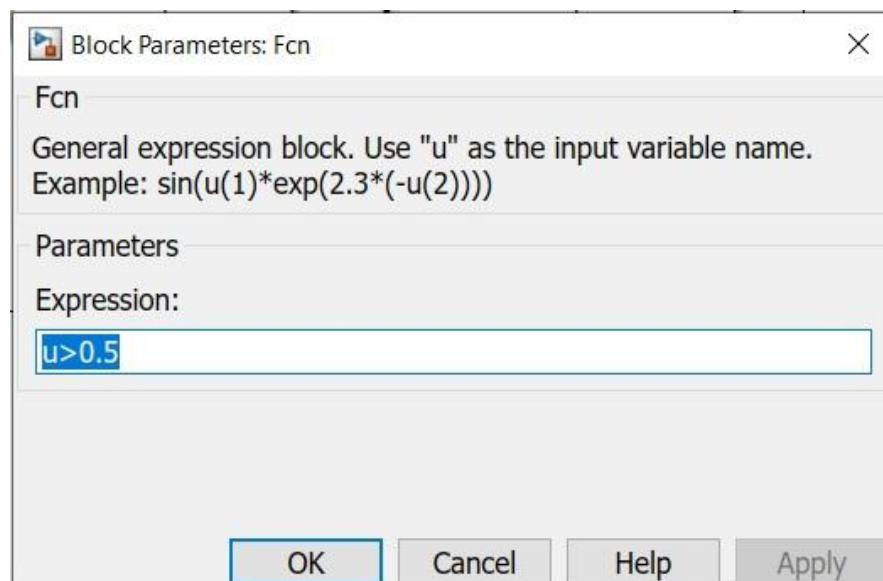 Block Parameters: Fcn
Fcn
General expression block. Use "u" as the input variable name.
Example: sin(u(1)*exp(2.3*(-u(2))))
Parameters
Expression:
u>0.5
OK Cancel Help Apply